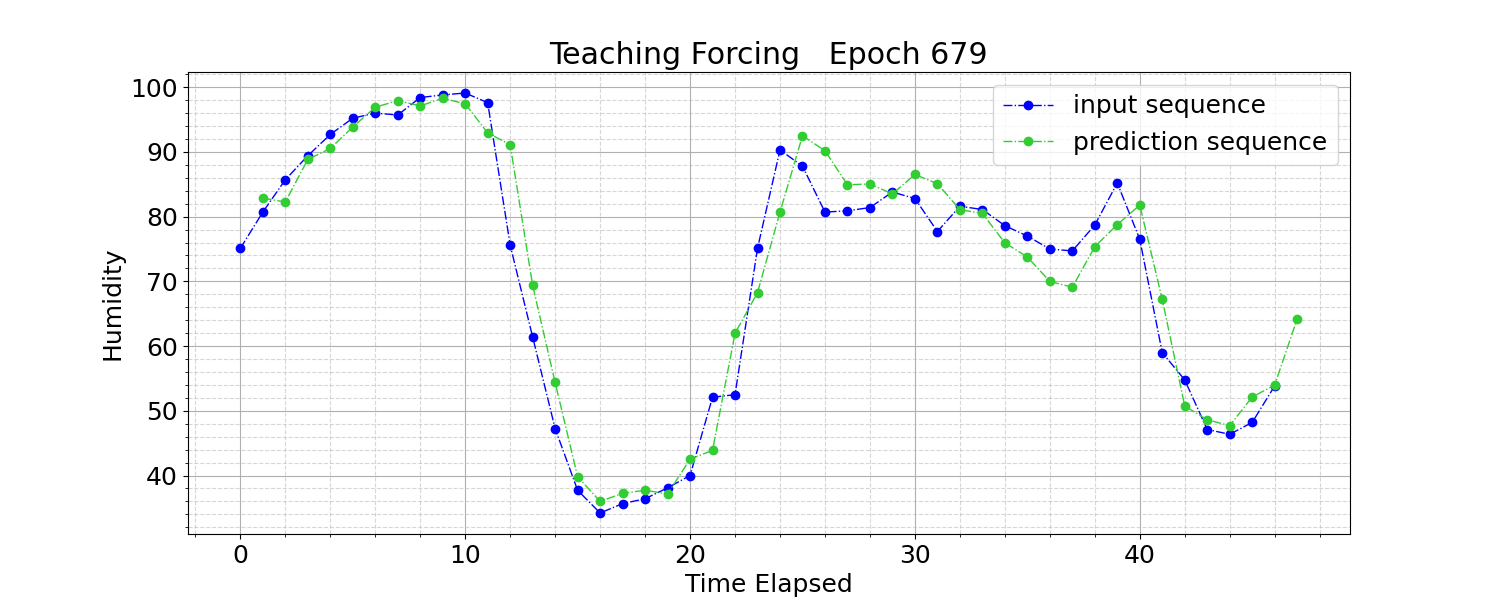 Teaching Forcing   Epoch 679
100
90
80
70
60
50
40
Humidity
input sequence
prediction sequence
0 10 20 30 40
Time Elapsed